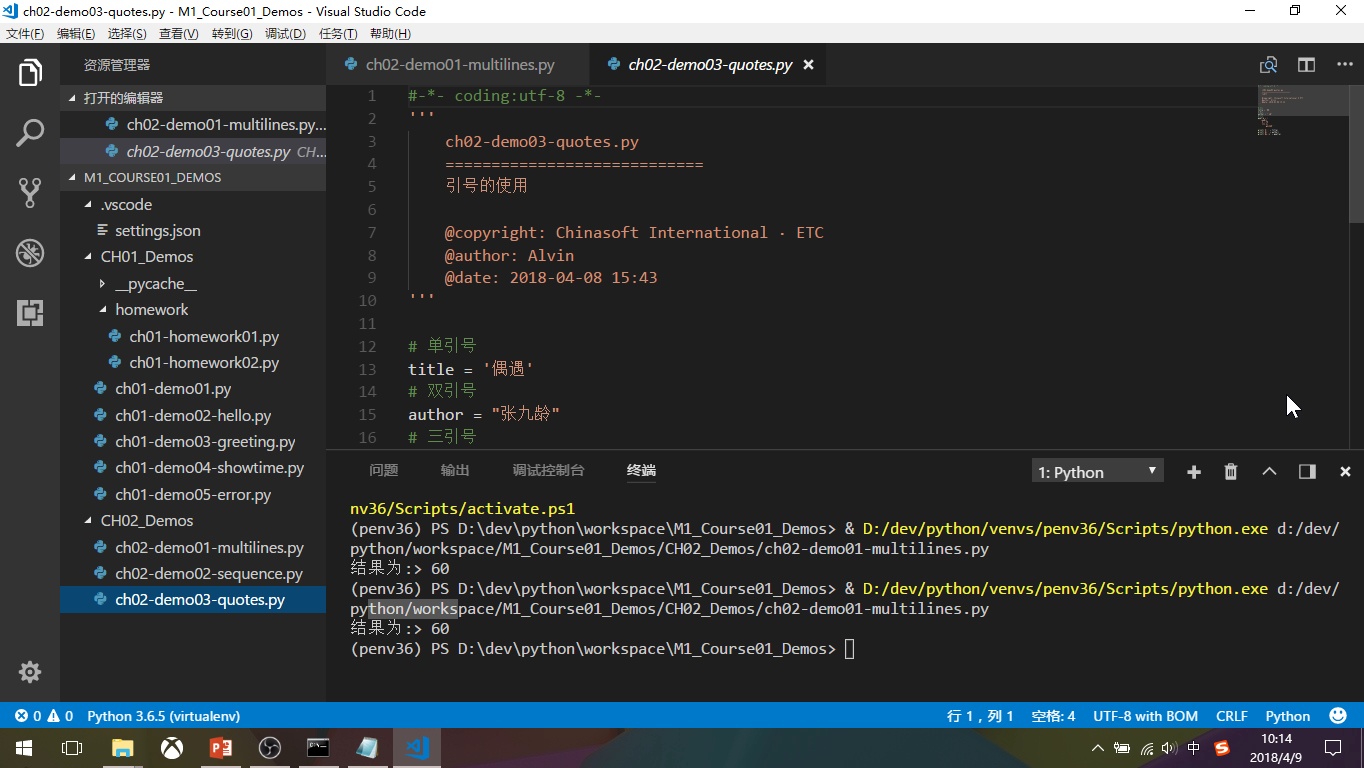 ch02-demo03-quotes.py - M1_Course01_Demos - Visual Studio Code
文件(F) 编辑(E) 选择(S) 查看(V) 转到(G) 调试(D) 任务(T) 帮助(H)
资源管理器
打开的编辑器
ch02-demo01-multilines.py...
ch02-demo03-quotes.py CH...
M1_COURSE01_DEMOS
.vscode
settings.json
CH01_Demos
__pycache__
homework
ch01-homework01.py
ch01-homework02.py
ch01-demo01.py
ch01-demo02-hello.py
ch01-demo03-greeting.py
ch01-demo04-showtime.py
ch01-demo05-error.py
CH02_Demos
ch02-demo01-multilines.py
ch02-demo02-sequence.py
ch02-demo03-quotes.py
ch02-demo01-multilines.py ch02-demo03-quotes.py
1 #-*- coding:utf-8 -*-
2 '''
3 ch02-demo03-quotes.py
4 ============================
5 引号的使用
6
7 @copyright: Chinasoft International · ETC
8 @author: Alvin
9 @date: 2018-04-08 15:43
10 '''
11
12 # 单引号
13 title = '偶遇'
14 # 双引号
15 author = "张九龄"
16 # 三引号
问题 输出 调试控制台 终端 1: Python
nv36/Scripts/activate.ps1
(penv36) PS D:\dev\python\workspace\M1_Course01_Demos> & D:/dev/python/venvs/penv36/Scripts/python.exe d:/dev/
python/workspace/M1_Course01_Demos/CH02_Demos/ch02-demo01-multilines.py
结果为:> 60
(penv36) PS D:\dev\python\workspace\M1_Course01_Demos> & D:/dev/python/venvs/penv36/Scripts/python.exe d:/dev/
python/workspace/M1_Course01_Demos/CH02_Demos/ch02-demo01-multilines.py
结果为:> 60
(penv36) PS D:\dev\python\workspace\M1_Course01_Demos>
0 0 Python 3.6.5 (virtualenv) 行 1，列 1 空格: 4 UTF-8 with BOM CRLF Python
中 10:14
2018/4/9